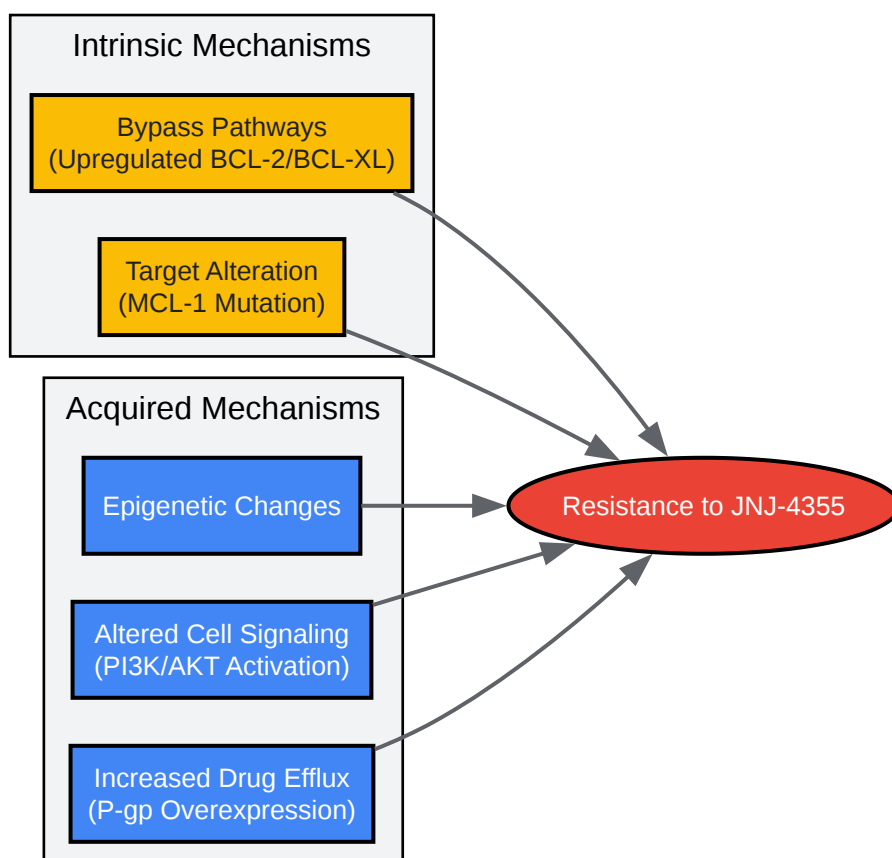 Intrinsic Mechanisms
Bypass Pathways
(Upregulated BCL-2/BCL-XL)
Target Alteration
(MCL-1 Mutation)
Acquired Mechanisms
Epigenetic Changes
Resistance to JNJ-4355
Altered Cell Signaling
(PI3K/AKT Activation)
Increased Drug Efflux
(P-gp Overexpression)